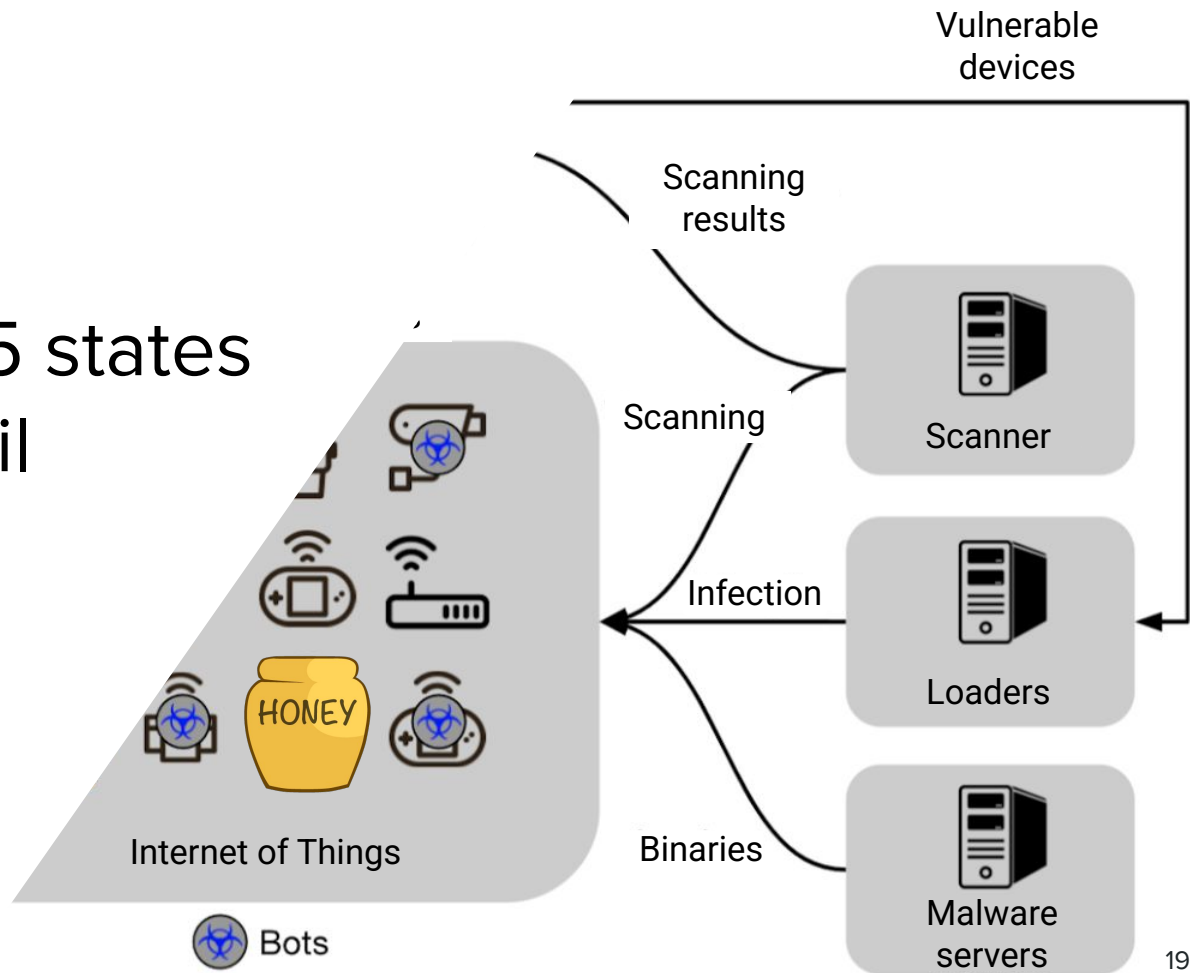 Vulnerable
devices
Scanning
results
5 states
il
Scanning
Scanner
Infection
HONEY
Loaders
Internet of Things
Binaries
Malware
servers
Bots
19